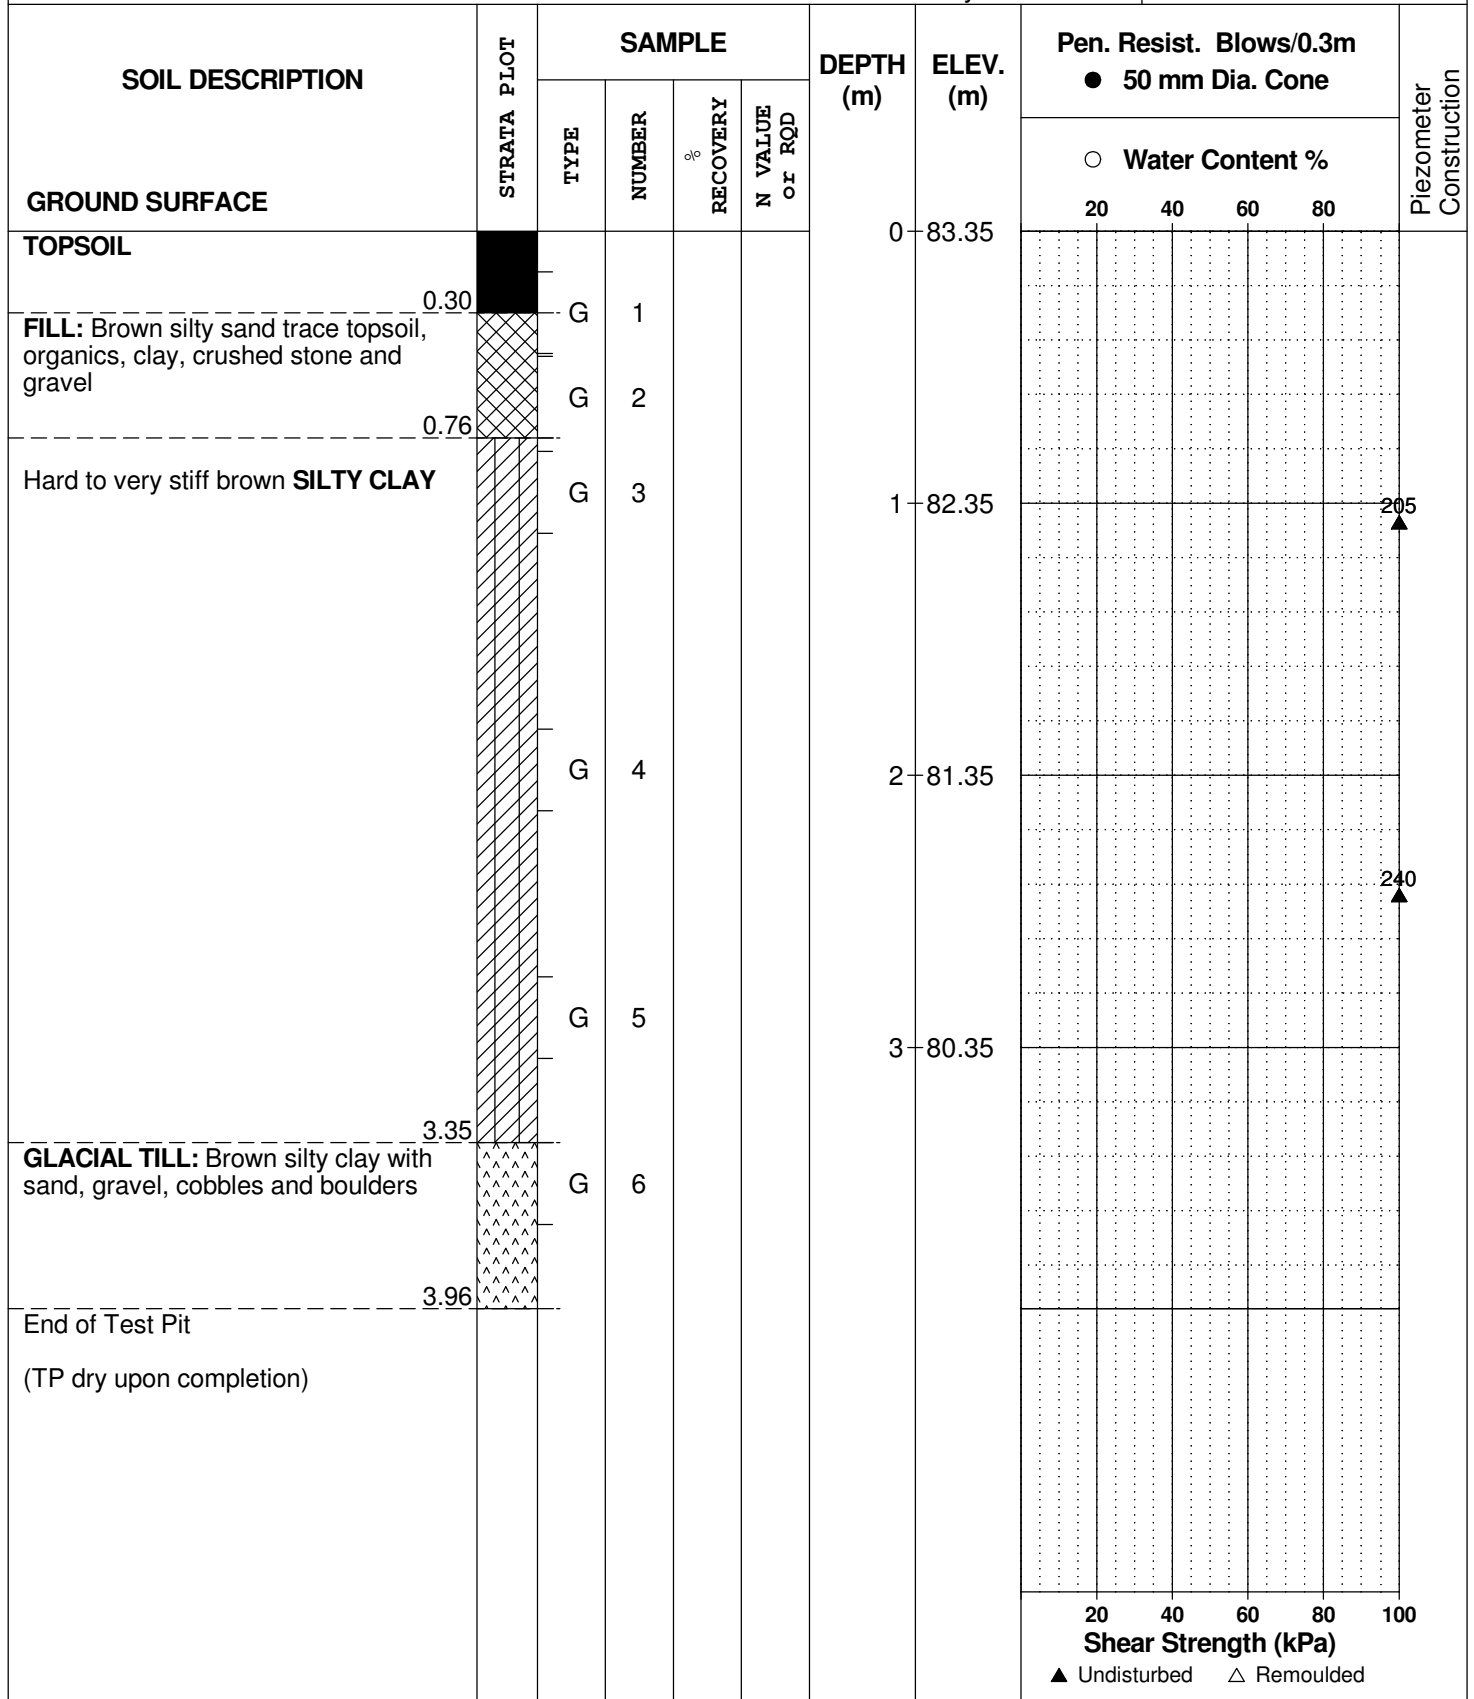 SOIL DESCRIPTION
GROUND SURFACE
STRATA PLOT
SAMPLE
TYPE
NUMBER
%
RECOVERY
N VALUE
or RQD
DEPTH
(m)
ELEV.
(m)
Pen. Resist. Blows/0.3m
● 50 mm Dia. Cone
○ Water Content %
20 40 60 80
Piezometer
Construction
TOPSOIL
0 83.35
0.30
G 1
FILL: Brown silty sand trace topsoil,
organics, clay, crushed stone and
gravel
G 2
0.76
Hard to very stiff brown SILTY CLAY
G 3
1 82.35
205
G 4
2 81.35
240
G 5
3 80.35
3.35
GLACIAL TILL: Brown silty clay with
sand, gravel, cobbles and boulders
G 6
3.96
End of Test Pit
(TP dry upon completion)
20 40 60 80 100
Shear Strength (kPa)
▲ Undisturbed △ Remoulded